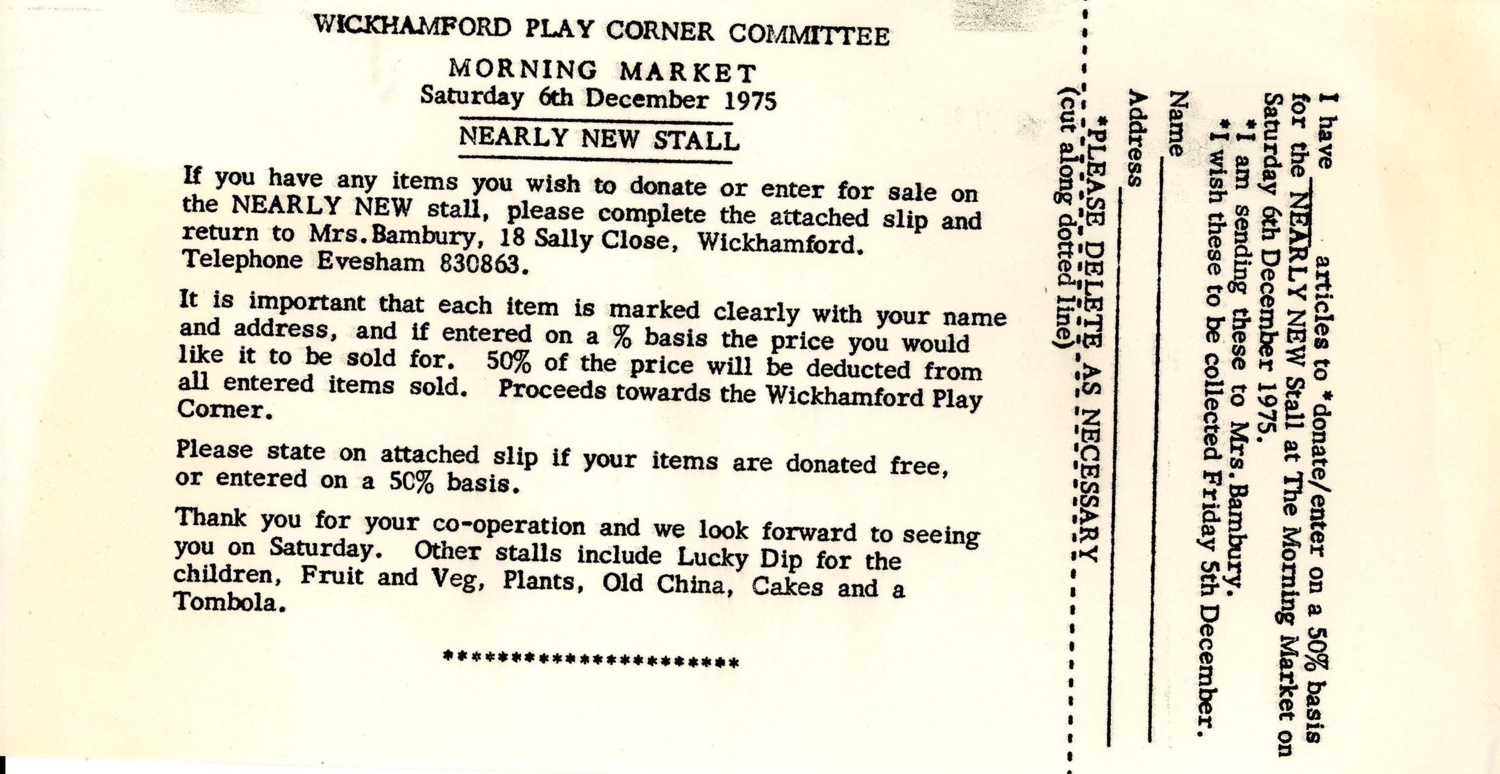 WICKHAMFORD PLAY CORNER COMMITTEE
MORNING MARKET
Saturday 6th December 1975
NEARLY NEW STALL
If you have any items you wish to donate or enter for sale on
the NEARLY NEW stall, please complete the attached slip and
return to Mrs. Bambury, 18 Sally Close, Wickhamford.
Telephone Evesham 830863.
It is important that each item is marked clearly with your name
and address, and if entered on a % basis the price you would
like it to be sold for. 50% of the price will be deducted from
all entered items sold. Proceeds towards the Wickhamford Play
Corner.
Please state on attached slip if your items are donated free,
or entered on a 50% basis.
Thank you for your co-operation and we look forward to seeing
you on Saturday. Other stalls include Lucky Dip for the
children, Fruit and Veg, Plants, Old China, Cakes and a
Tombola.
**********************
I have ________ articles to *donate/enter on a 50% basis
for the NEARLY NEW Stall at The Morning Market on
Saturday 6th December 1975.
*I am sending these to Mrs. Bambury.
*I wish these to be collected Friday 5th December.
Name
Address
*PLEASE DELETE AS NECESSARY
(cut along dotted line)